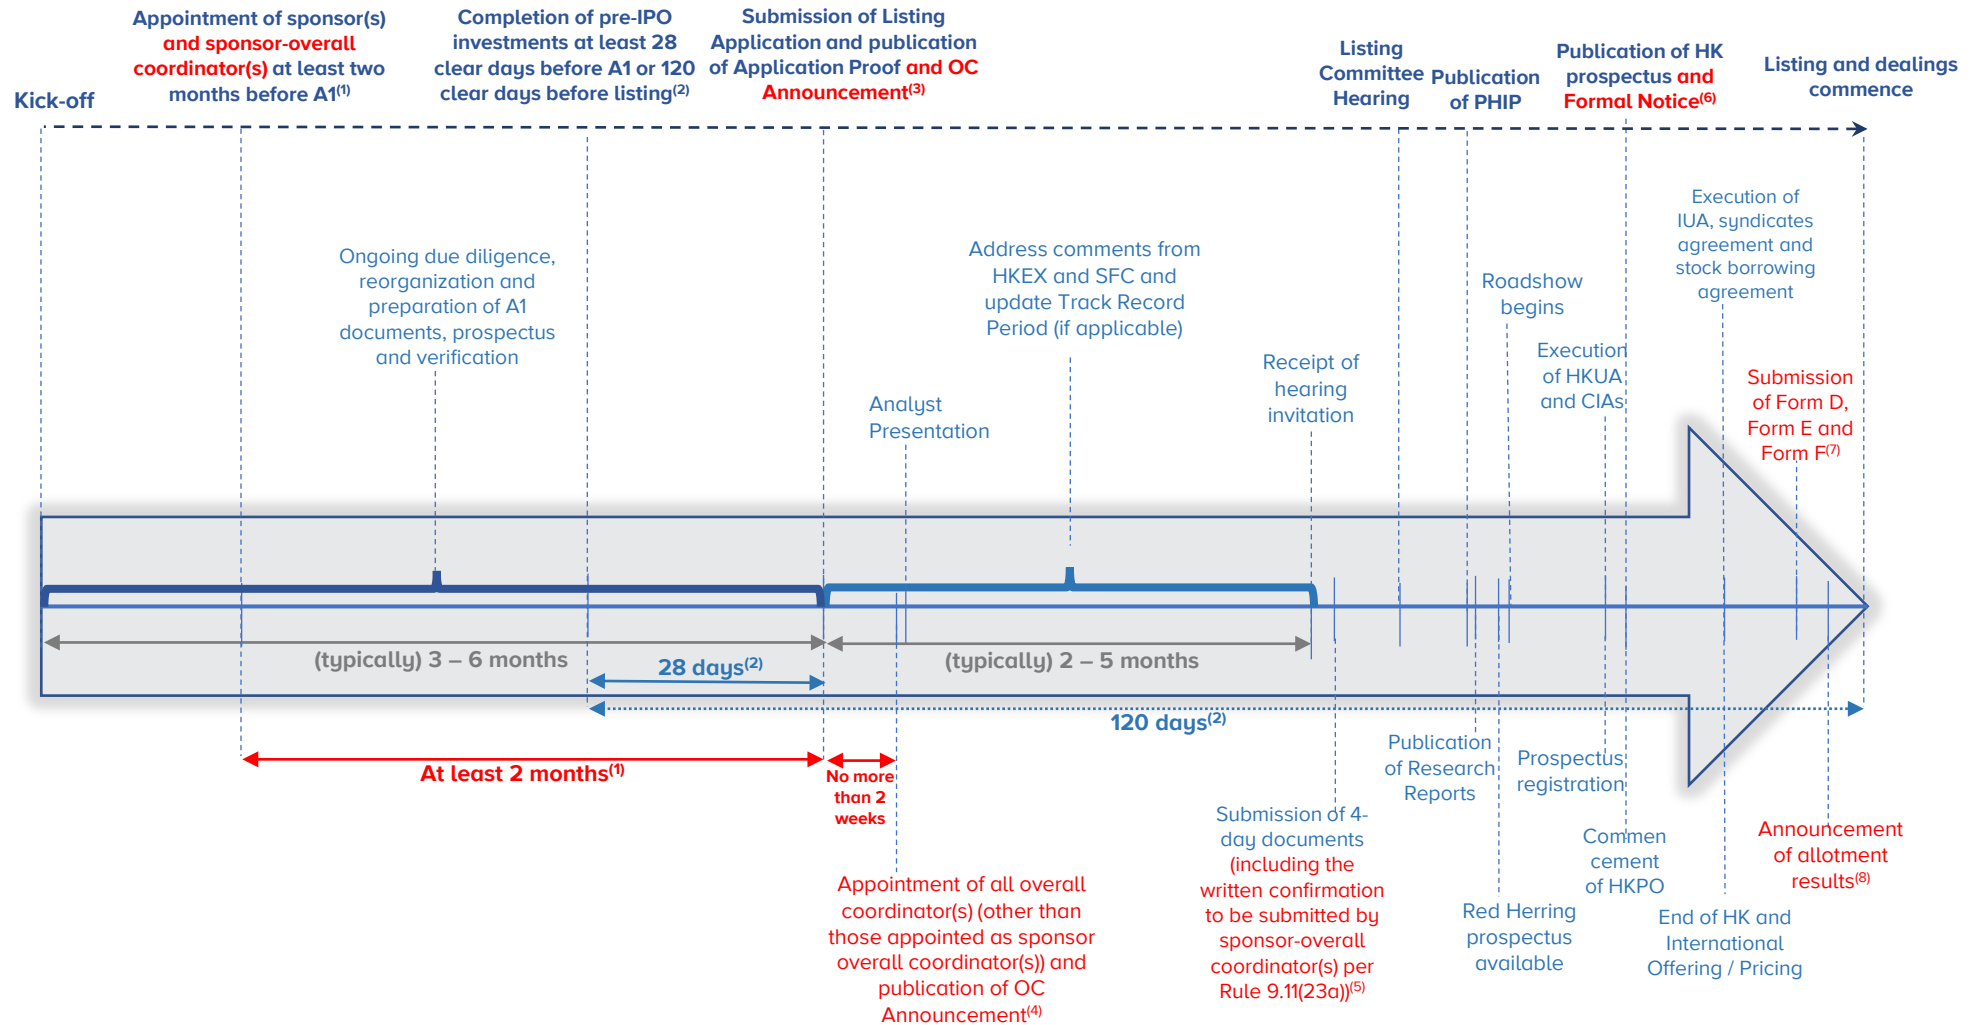 Kick-off
Appointment of sponsor(s)
and sponsor-overall
coordinator(s) at least two
months before A1(1)
Completion of pre-IPO
investments at least 28
clear days before A1 or 120
clear days before listing(2)
Submission of Listing
Application and publication
of Application Proof and OC
Announcement(3)
Listing
Committee
Hearing
Publication
of PHIP
Publication of HK
prospectus and
Formal Notice(6)
Listing and dealings
commence
Ongoing due diligence,
reorganization and
preparation of A1
documents, prospectus
and verification
Analyst
Presentation
Address comments from
HKEX and SFC and
update Track Record
Period (if applicable)
Receipt of
hearing
invitation
Roadshow
begins
Execution
of HKUA
and CIAs
Execution of
IUA, syndicates
agreement and
stock borrowing
agreement
Submission
of Form D,
Form E and
Form F(7)
(typically) 3 – 6 months
28 days(2)
(typically) 2 – 5 months
120 days(2)
At least 2 months(1)
No more
than 2
weeks
Appointment of all overall
coordinator(s) (other than
those appointed as sponsor
overall coordinator(s)) and
publication of OC
Announcement(4)
Submission of 4-
day documents
(including the
written confirmation
to be submitted by
sponsor-overall
coordinator(s) per
Rule 9.11(23a))(5)
Publication
of Research
Reports
Red Herring
prospectus
available
Prospectus
registration
Commen
cement
of HKPO
End of HK and
International
Offering / Pricing
Announcement
of allotment
results(8)